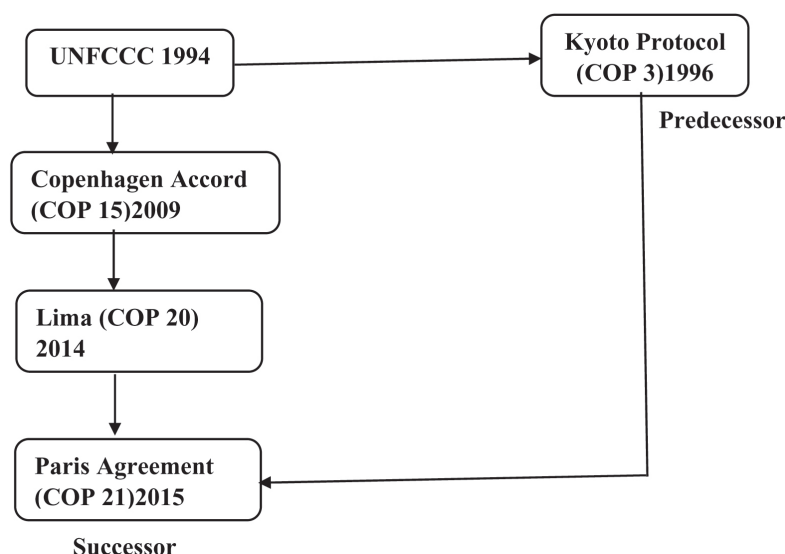 UNFCCC 1994
Kyoto Protocol
(COP 3)1996
Predecessor
Copenhagen Accord
(COP 15)2009
Lima (COP 20)
2014
Paris Agreement
(COP 21)2015
Successor